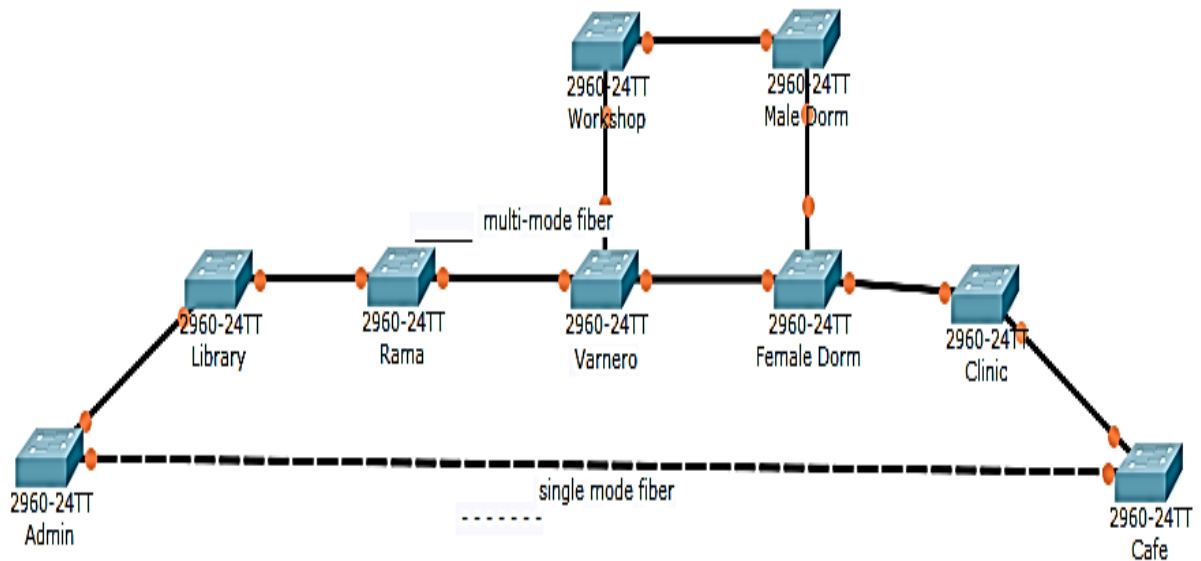 2960-24TT
Workshop
2960-24TT
Male Dorm
multi-mode fiber
2960-24TT
Library
2960-24TT
Rama
2960-24TT
Varnero
2960-24TT
Female Dorm
2960-24TT
Clinic
single mode fiber
2960-24TT
Admin
2960-24TT
Cafe